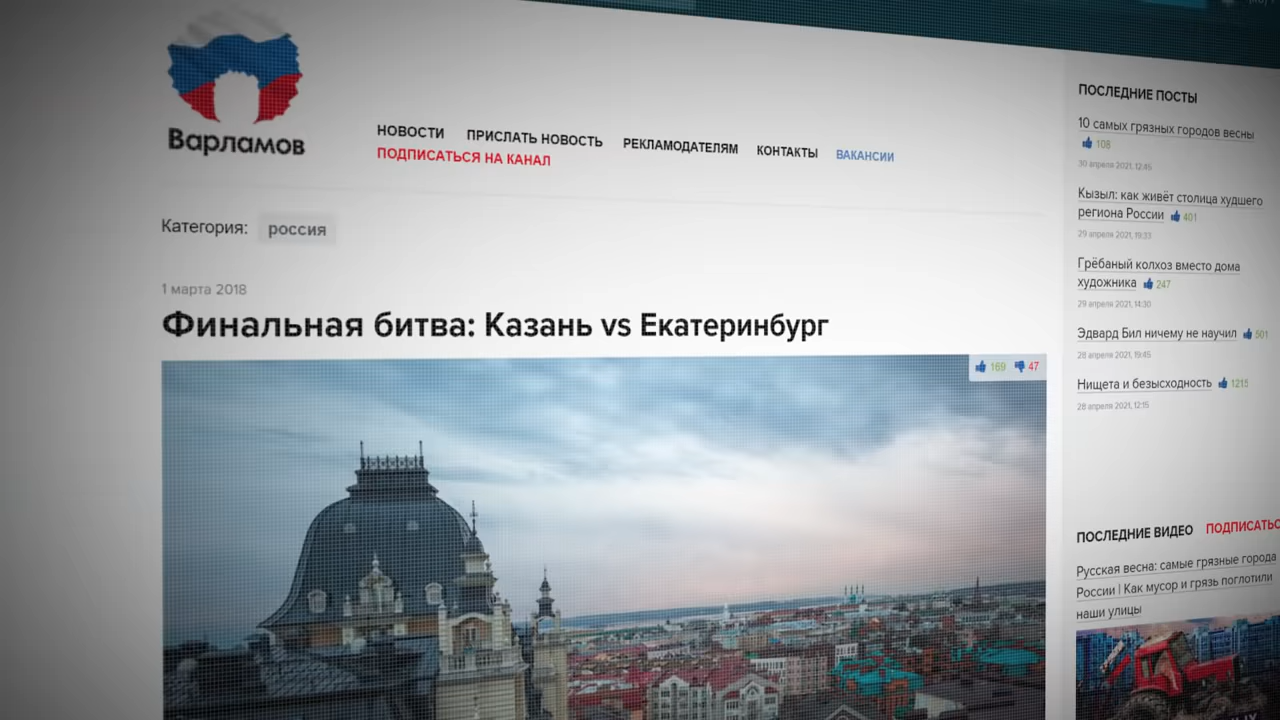 Варламов
НОВОСТИ
ПРИСЛАТЬ НОВОСТЬ
РЕКЛАМОДАТЕЛЯМ
КОНТАКТЫ
ВАКАНСИИ
ПОДПИСАТЬСЯ НА КАНАЛ
Категория: россия
1 марта 2018
Финальная битва: Казань vs Екатеринбург
169 47
ПОСЛЕДНИЕ ПОСТЫ
10 самых грязных городов весны
108
30 апреля 2021, 12:45
Кызыл: как живёт столица худшего
региона России 401
29 апреля 2021, 19:33
Грёбаный колхоз вместо дома
художника 247
29 апреля 2021, 14:30
Эдвард Бил ничему не научил 501
28 апреля 2021, 19:45
Нищета и безысходность 1215
28 апреля 2021, 12:15
ПОСЛЕДНИЕ ВИДЕО ПОДПИСАТЬС
Русская весна: самые грязные города
России | Как мусор и грязь поглотили
наши улицы